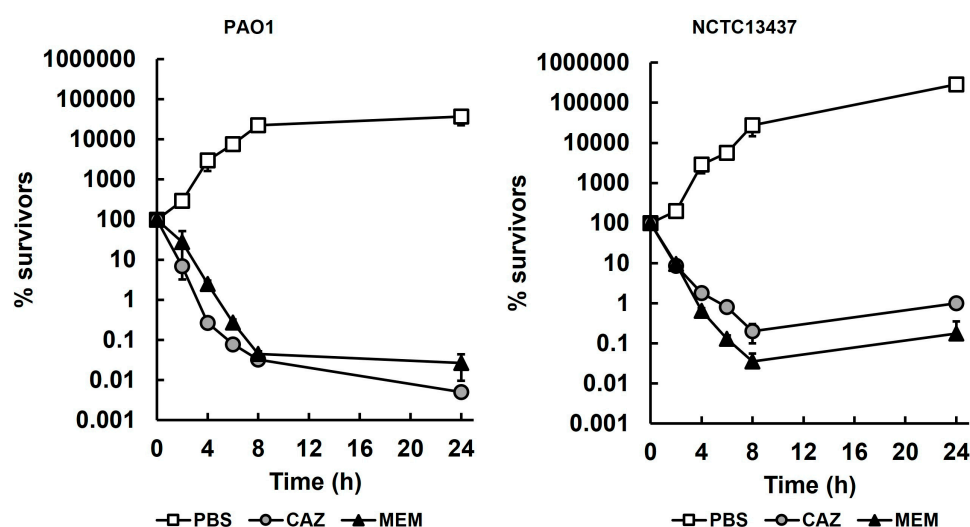 PAO1
1000000
100000
10000
1000
100
10
1
0.1
0.01
0.001
% survivors
0 4 8 12 16 20 24
Time (h)
PBS CAZ MEM
NCTC13437
1000000
100000
10000
1000
100
10
1
0.1
0.01
0.001
% survivors
0 4 8 12 16 20 24
Time (h)
PBS CAZ MEM